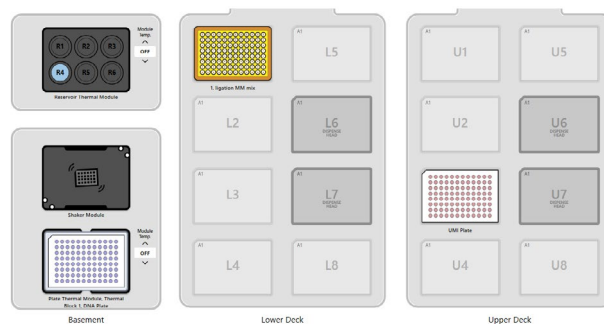 Module
Temp.
OFF
R1 R2 R3
R4 R5 R6
Reservoir Thermal Module
Shaker Module
Module
Temp.
OFF
Plate Thermal Module, Thermal
Block 1. DNA Plate
Basement
1. ligation MM mix
A1 L5
A1 L2
A1 L6
DISPENSE
HEAD
A1 L3
A1 L7
DISPENSE
HEAD
A1 L4
A1 L8
Lower Deck
A1 U1
A1 U5
A1 U2
A1 U6
DISPENSE
HEAD
UMI Plate
A1 U7
DISPENSE
HEAD
A1 U4
A1 U8
Upper Deck